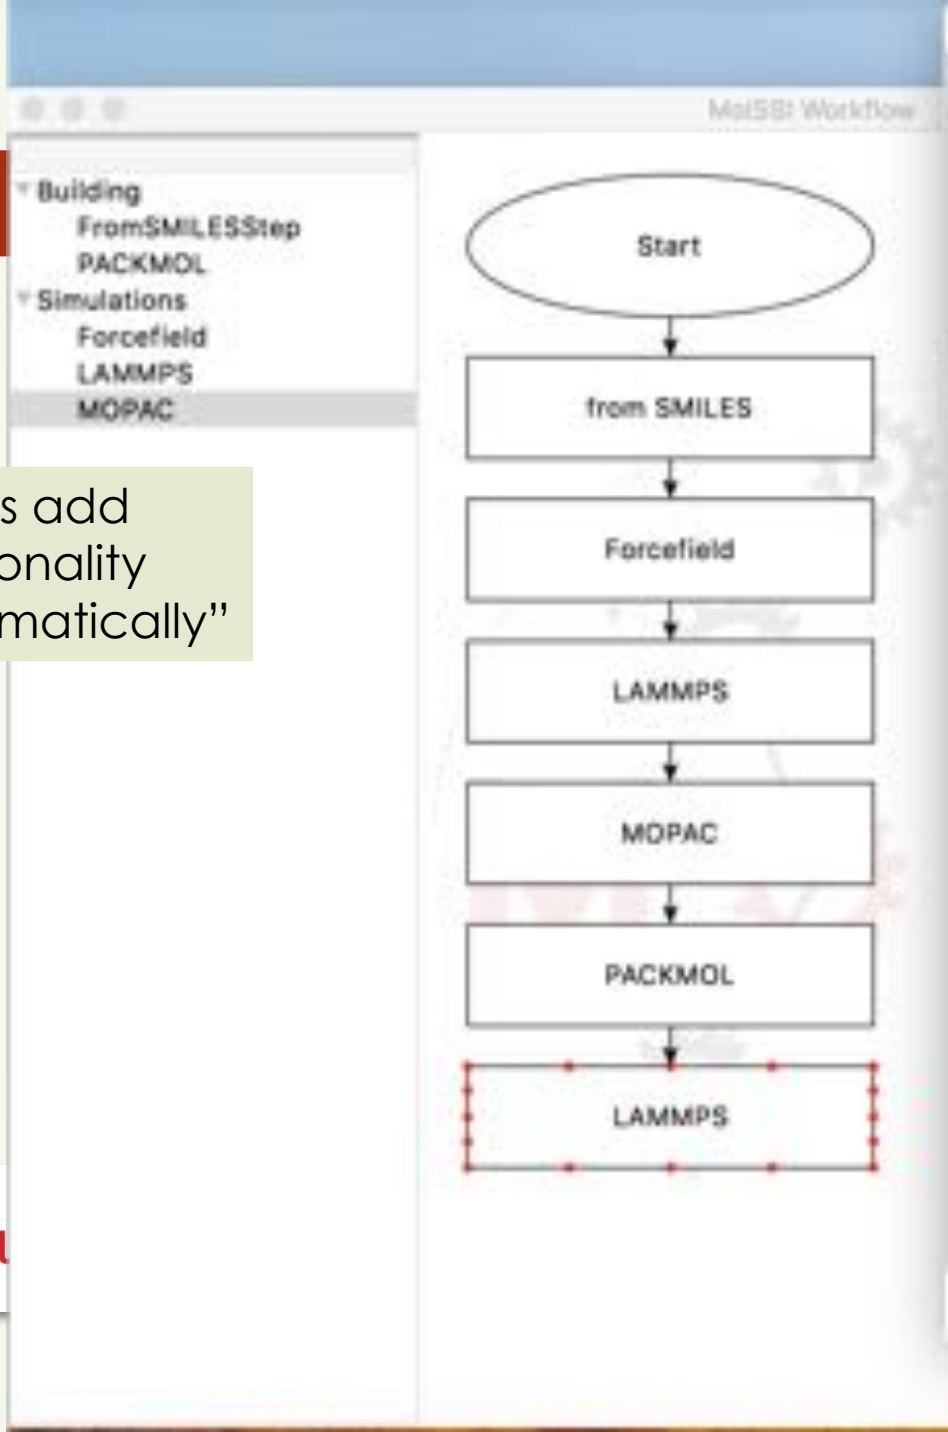 MolSSI Workflow
Building
FromSMILESStep
PACKMOL
Simulations
Forcefield
LAMMPS
MOPAC
s add
onality
matically”
Start
from SMILES
Forcefield
LAMMPS
MOPAC
PACKMOL
LAMMPS